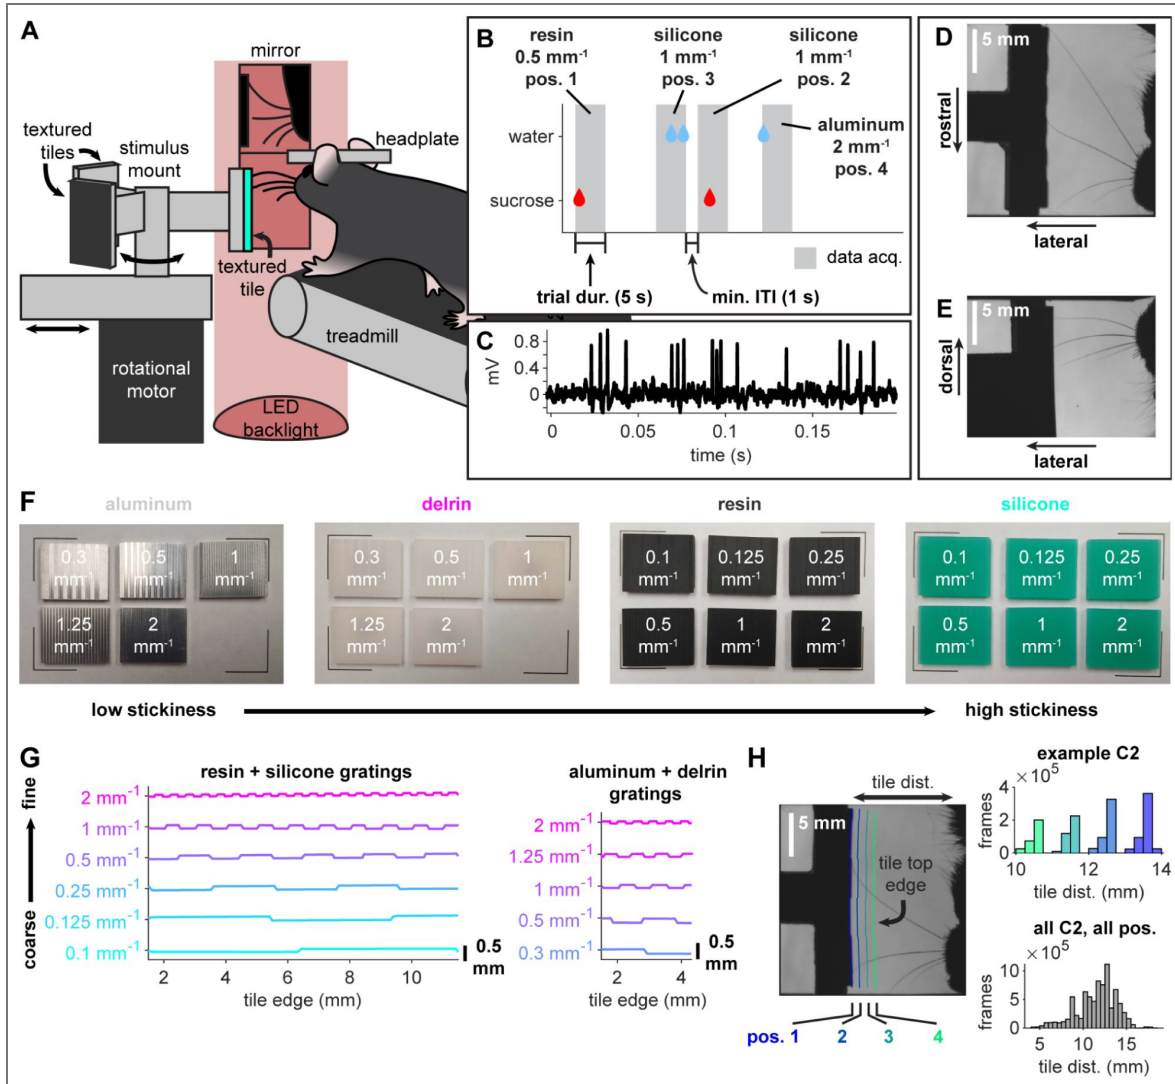 A
mirror
textured
tiles
stimulus
mount
headplate
textured
tile
treadmill
rotational
motor
LED
backlight
B
resin
0.5 mm⁻¹
pos. 1
silicone
1 mm⁻¹
pos. 3
silicone
1 mm⁻¹
pos. 2
water
aluminum
2 mm⁻¹
pos. 4
sucrose
data acq.
trial dur. (5 s)
min. ITI (1 s)
C
mV
0.8
0.4
0
0
0.05
0.1
0.15
time (s)
D
5 mm
rostral
lateral
E
5 mm
dorsal
lateral
F
aluminum
0.3
mm⁻¹
0.5
mm⁻¹
1
mm⁻¹
1.25
mm⁻¹
2
mm⁻¹
delrin
0.3
mm⁻¹
0.5
mm⁻¹
1
mm⁻¹
1.25
mm⁻¹
2
mm⁻¹
resin
0.1
mm⁻¹
0.125
mm⁻¹
0.25
mm⁻¹
0.5
mm⁻¹
1
mm⁻¹
2
mm⁻¹
silicone
0.1
mm⁻¹
0.125
mm⁻¹
0.25
mm⁻¹
0.5
mm⁻¹
1
mm⁻¹
2
mm⁻¹
low stickiness
high stickiness
G
resin + silicone gratings
coarse
fine
2 mm⁻¹
1 mm⁻¹
0.5 mm⁻¹
0.25 mm⁻¹
0.125 mm⁻¹
0.1 mm⁻¹
0.5
mm
2
4
6
8
10
tile edge (mm)
aluminum + delrin
gratings
2 mm⁻¹
1.25 mm⁻¹
1 mm⁻¹
0.5 mm⁻¹
0.3 mm⁻¹
0.5
mm
2
4
tile edge (mm)
H
tile dist.
5 mm
tile top
edge
pos. 1
2
3
4
example C2
× 10⁵
frames
4
2
0
10
12
14
tile dist. (mm)
all C2, all pos.
× 10⁵
frames
10
5
0
5
10
15
tile dist. (mm)